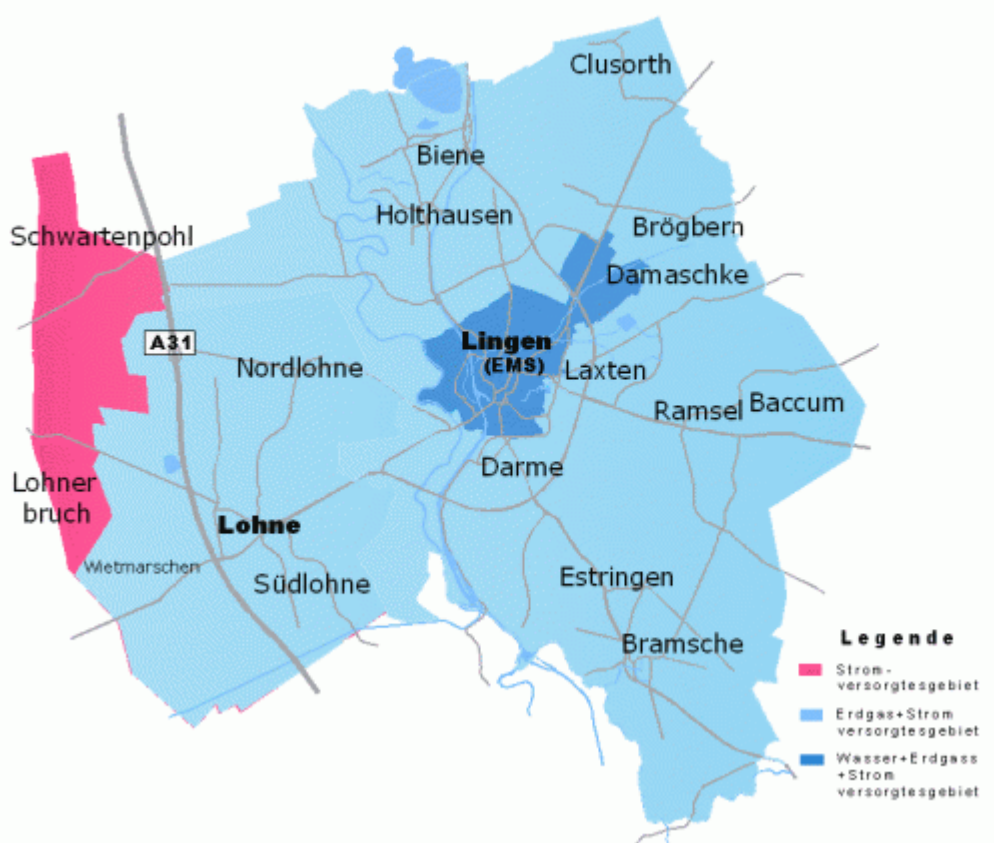 Clusorth
Biene
Holthausen
Brögbern
Schwartenpohl
Damaschke
A31
Lingen
(EMS)
Nordlohne
Laxten
Ramsel
Baccum
Darme
Lohner
bruch
Lohne
Wietmarschen
Südlohne
Estringen
Bramsche
Legende
Strom-
versorgtesgebiet
Erdgas+Strom
versorgtesgebiet
Wasser+Erdgass
+Strom
versorgtesgebiet